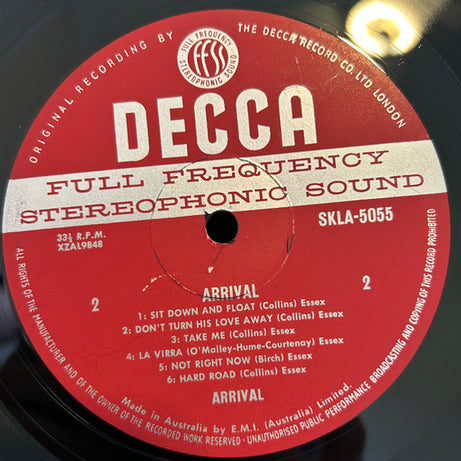 ORIGINAL RECORDING BY
THE DECCA RECORD CO. LTD LONDON
FULL FREQUENCY
FFSS
STEREOPHONIC SOUND
DECCA
FULL FREQUENCY
STEREOPHONIC SOUND
SKLA-5055
33⅓ R.P.M.
XZAL9848
2
2
ARRIVAL
1: SIT DOWN AND FLOAT (Collins) Essex
2: DON'T TURN HIS LOVE AWAY (Collins) Essex
3: TAKE ME (Collins) Essex
4: LA VIRRA (O'Malley-Hume-Courtenay) Essex
5: NOT RIGHT NOW (Birch) Essex
6: HARD ROAD (Collins) Essex
ARRIVAL
Made in Australia by E.M.I. (Australia) Limited.
ALL RIGHTS OF THE MANUFACTURER AND OF THE OWNER OF THE RECORDED WORK RESERVED - UNAUTHORISED PUBLIC PERFORMANCE BROADCASTING AND COPYING OF THIS RECORD PROHIBITED